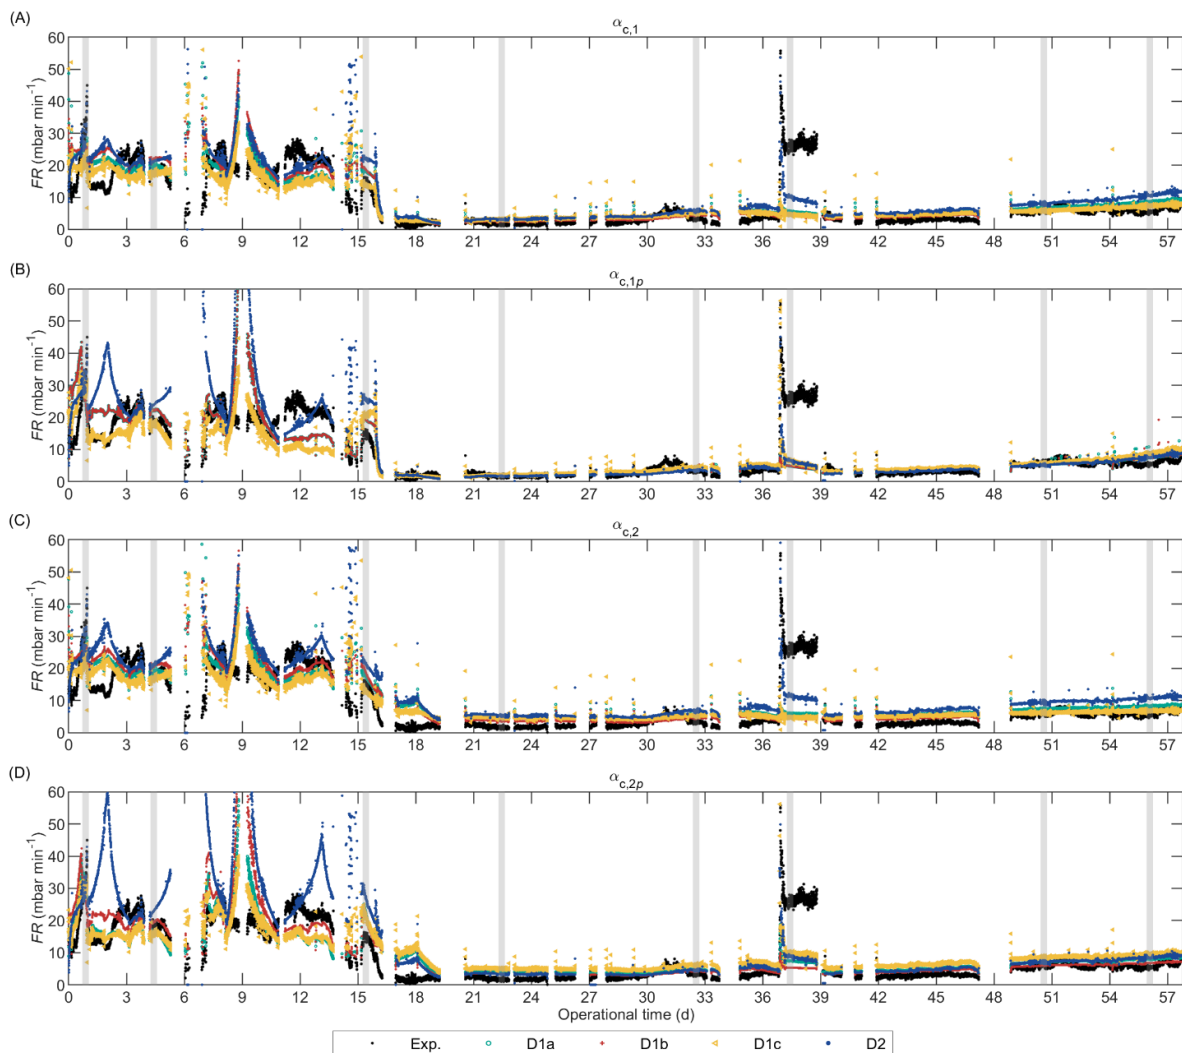 (A)
αc,1
FR (mbar min-1)
60
50
40
30
20
10
0
0 3 6 9 12 15 18 21 24 27 30 33 36 39 42 45 48 51 54 57
(B)
αc,1p
FR (mbar min-1)
60
50
40
30
20
10
0
0 3 6 9 12 15 18 21 24 27 30 33 36 39 42 45 48 51 54 57
(C)
αc,2
FR (mbar min-1)
60
50
40
30
20
10
0
0 3 6 9 12 15 18 21 24 27 30 33 36 39 42 45 48 51 54 57
(D)
αc,2p
FR (mbar min-1)
60
50
40
30
20
10
0
0 3 6 9 12 15 18 21 24 27 30 33 36 39 42 45 48 51 54 57
Operational time (d)
Exp. D1a D1b D1c D2